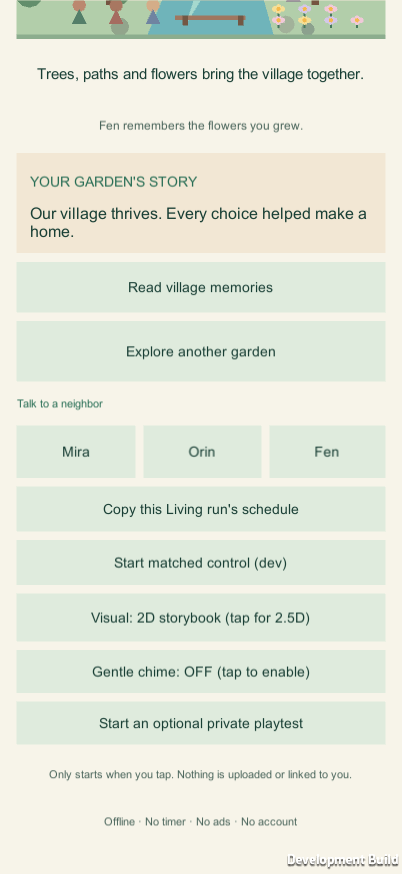 Trees, paths and flowers bring the village together.
Fen remembers the flowers you grew.
YOUR GARDEN'S STORY
Our village thrives. Every choice helped make a
home.
Read village memories
Explore another garden
Talk to a neighbor
Mira
Orin
Fen
Copy this Living run's schedule
Start matched control (dev)
Visual: 2D storybook (tap for 2.5D)
Gentle chime: OFF (tap to enable)
Start an optional private playtest
Only starts when you tap. Nothing is uploaded or linked to you.
Offline · No timer · No ads · No account
Development Build